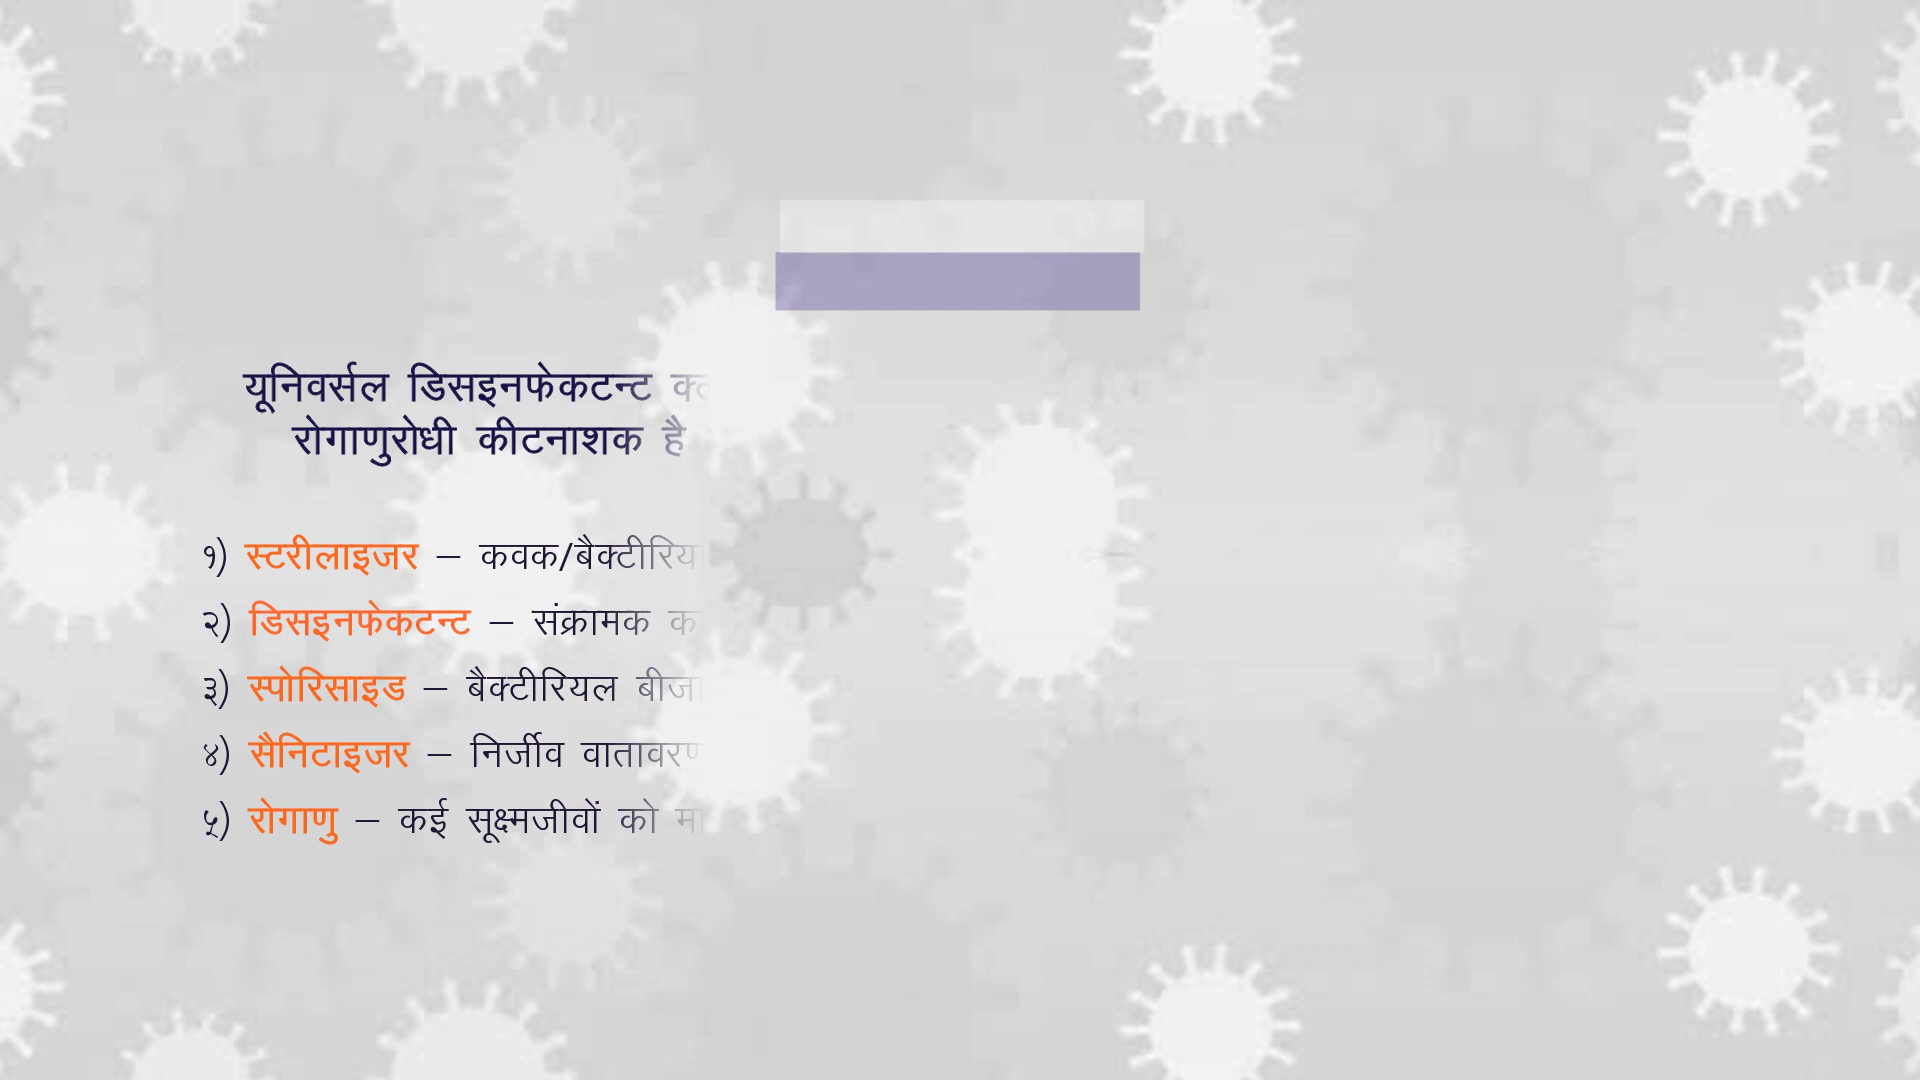 यूनिवर्सल डिसइनफेकटन्ट
रोगाणुरोधी कीटनाशक है
१) स्टरीलाइजर –
२) डिसइनफेकटन्ट – संक्रामक
३) स्पोरिसाइड – बैक्टीरियल
४) सैनिटाइजर – निर्जीव
५) रोगाणु – कई सूक्ष्मजीवों को